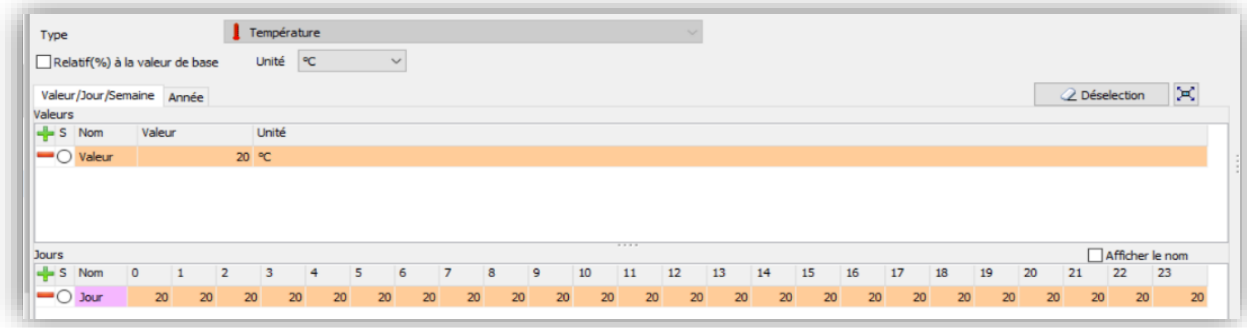 Type Température
Relatif(%) à la valeur de base Unité ºC
Valeur/Jour/Semaine Année Déselection
Valeurs
S Nom Valeur Unité
Valeur 20 ºC
Jours Afficher le nom
S Nom 0 1 2 3 4 5 6 7 8 9 10 11 12 13 14 15 16 17 18 19 20 21 22 23
Jour 20 20 20 20 20 20 20 20 20 20 20 20 20 20 20 20 20 20 20 20 20 20 20 20